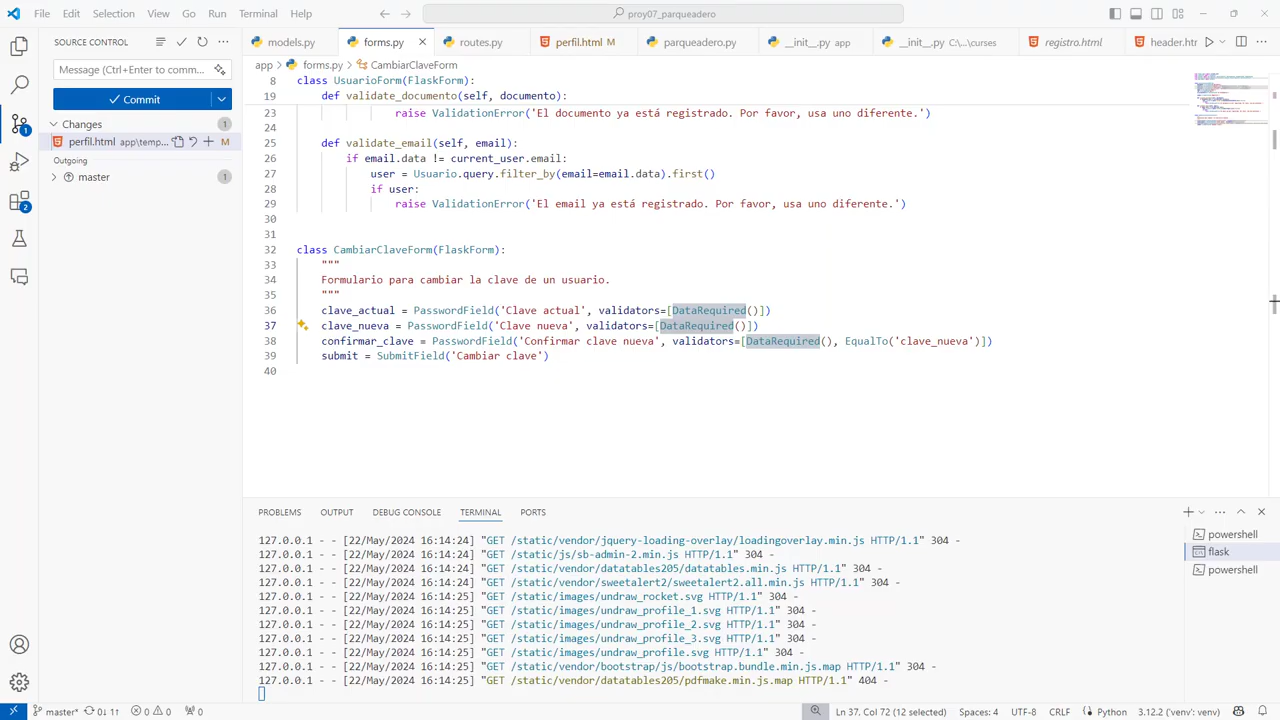 File Edit Selection View Go Run Terminal Help
proy07_parqueadero
SOURCE CONTROL
Message (Ctrl+Enter to comm...
Commit
Changes 1
perfil.html app\temp... M
Outgoing
master 1
1
2
models.py forms.py routes.py perfil.html M parqueadero.py __init__.py app __init__.py C:\...\curses registro.html header.htr
app > forms.py > CambiarClaveForm
8 class UsuarioForm(FlaskForm):
19 def validate_documento(self, documento):
23 raise ValidationError('El documento ya está registrado. Por favor, usa uno diferente.')
24
25 def validate_email(self, email):
26 if email.data != current_user.email:
27 user = Usuario.query.filter_by(email=email.data).first()
28 if user:
29 raise ValidationError('El email ya está registrado. Por favor, usa uno diferente.')
30
31
32 class CambiarClaveForm(FlaskForm):
33 """
34 Formulario para cambiar la clave de un usuario.
35 """
36 clave_actual = PasswordField('Clave actual', validators=[DataRequired()])
37 clave_nueva = PasswordField('Clave nueva', validators=[DataRequired()])
38 confirmar_clave = PasswordField('Confirmar clave nueva', validators=[DataRequired(), EqualTo('clave_nueva')])
39 submit = SubmitField('Cambiar clave')
40
PROBLEMS OUTPUT DEBUG CONSOLE TERMINAL PORTS
127.0.0.1 - - [22/May/2024 16:14:24] "GET /static/vendor/jquery-loading-overlay/loadingoverlay.min.js HTTP/1.1" 304 -
127.0.0.1 - - [22/May/2024 16:14:24] "GET /static/js/sb-admin-2.min.js HTTP/1.1" 304 -
127.0.0.1 - - [22/May/2024 16:14:24] "GET /static/vendor/datatables205/datatables.min.js HTTP/1.1" 304 -
127.0.0.1 - - [22/May/2024 16:14:24] "GET /static/vendor/sweetalert2/sweetalert2.all.min.js HTTP/1.1" 304 -
127.0.0.1 - - [22/May/2024 16:14:25] "GET /static/images/undraw_rocket.svg HTTP/1.1" 304 -
127.0.0.1 - - [22/May/2024 16:14:25] "GET /static/images/undraw_profile_1.svg HTTP/1.1" 304 -
127.0.0.1 - - [22/May/2024 16:14:25] "GET /static/images/undraw_profile_2.svg HTTP/1.1" 304 -
127.0.0.1 - - [22/May/2024 16:14:25] "GET /static/images/undraw_profile_3.svg HTTP/1.1" 304 -
127.0.0.1 - - [22/May/2024 16:14:25] "GET /static/images/undraw_profile.svg HTTP/1.1" 304 -
127.0.0.1 - - [22/May/2024 16:14:25] "GET /static/vendor/bootstrap/js/bootstrap.bundle.min.js.map HTTP/1.1" 304 -
127.0.0.1 - - [22/May/2024 16:14:25] "GET /static/vendor/datatables205/pdfmake.min.js.map HTTP/1.1" 404 -
powershell
flask
powershell
master* 0↓ 1↑ 0 0 0 Ln 37, Col 72 (12 selected) Spaces: 4 UTF-8 CRLF Python 3.12.2 ('venv': venv)